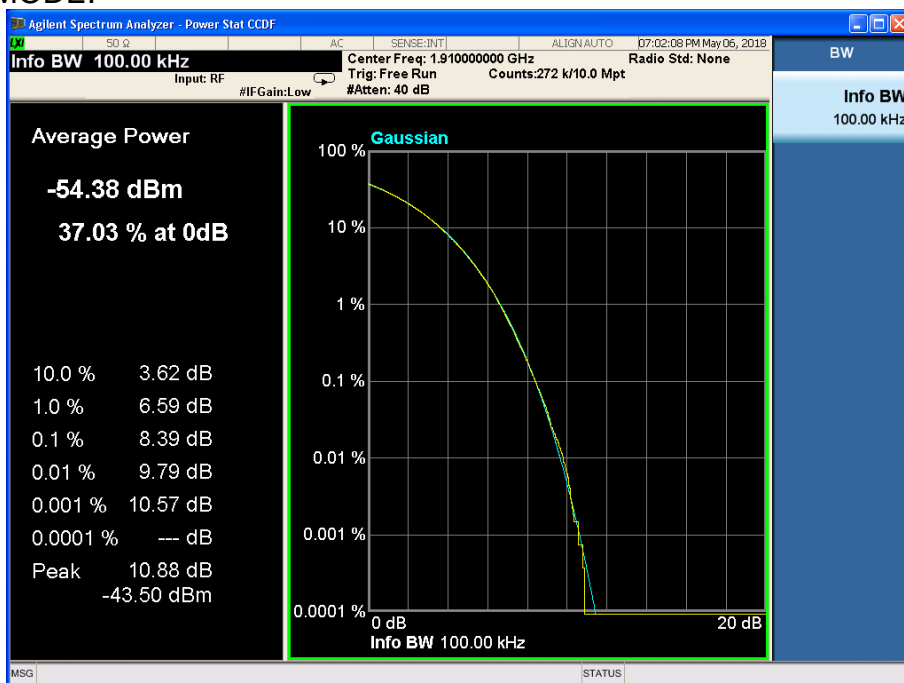 MODEL
Agilent Spectrum Analyzer - Power Stat CCDF
LXI 50 Ω AC SENSE:INT ALIGN AUTO 07:02:08 PM May 06, 2018
Info BW 100.00 kHz
Center Freq: 1.910000000 GHz Radio Std: None
Input: RF Trig: Free Run Counts:272 k/10.0 Mpt
#IFGain:Low #Atten: 40 dB
BW
Info BW
100.00 kHz
Average Power
-54.38 dBm
37.03 % at 0dB
10.0 % 3.62 dB
1.0 % 6.59 dB
0.1 % 8.39 dB
0.01 % 9.79 dB
0.001 % 10.57 dB
0.0001 % --- dB
Peak 10.88 dB
-43.50 dBm
Gaussian
100 %
10 %
1 %
0.1 %
0.01 %
0.001 %
0.0001 %
0 dB 20 dB
Info BW 100.00 kHz
MSG STATUS